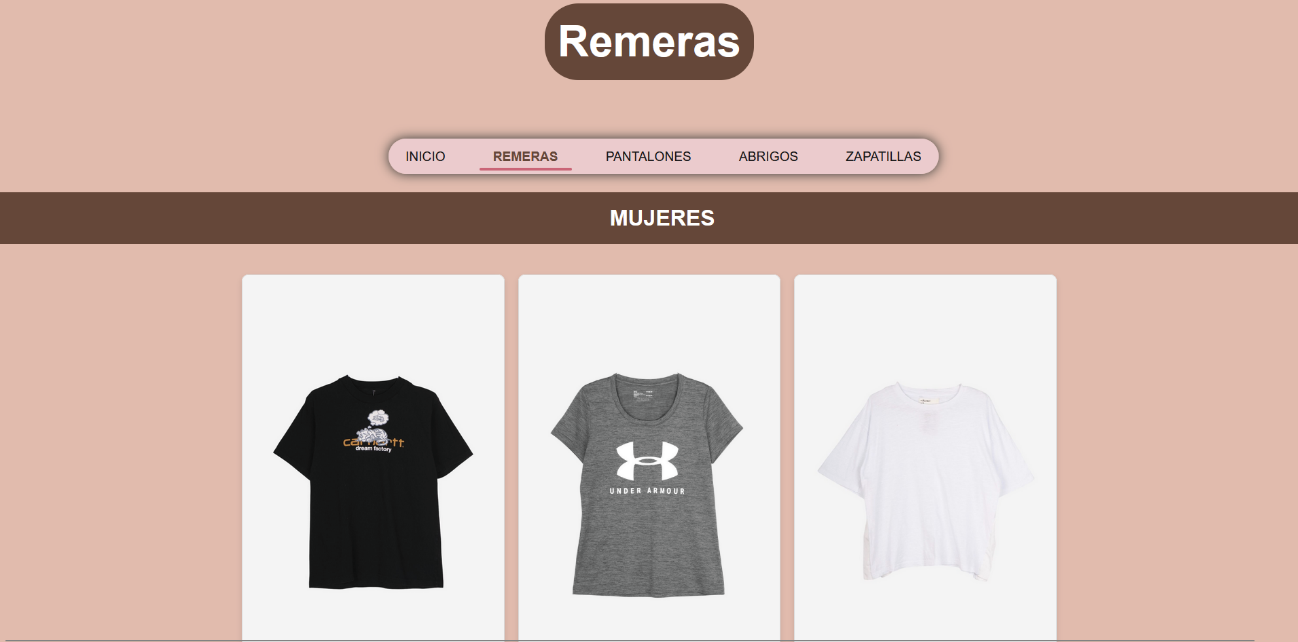 Remeras
INICIO REMERAS PANTALONES ABRIGOS ZAPATILLAS
MUJERES
carhartt
dream factory
UNDER ARMOUR